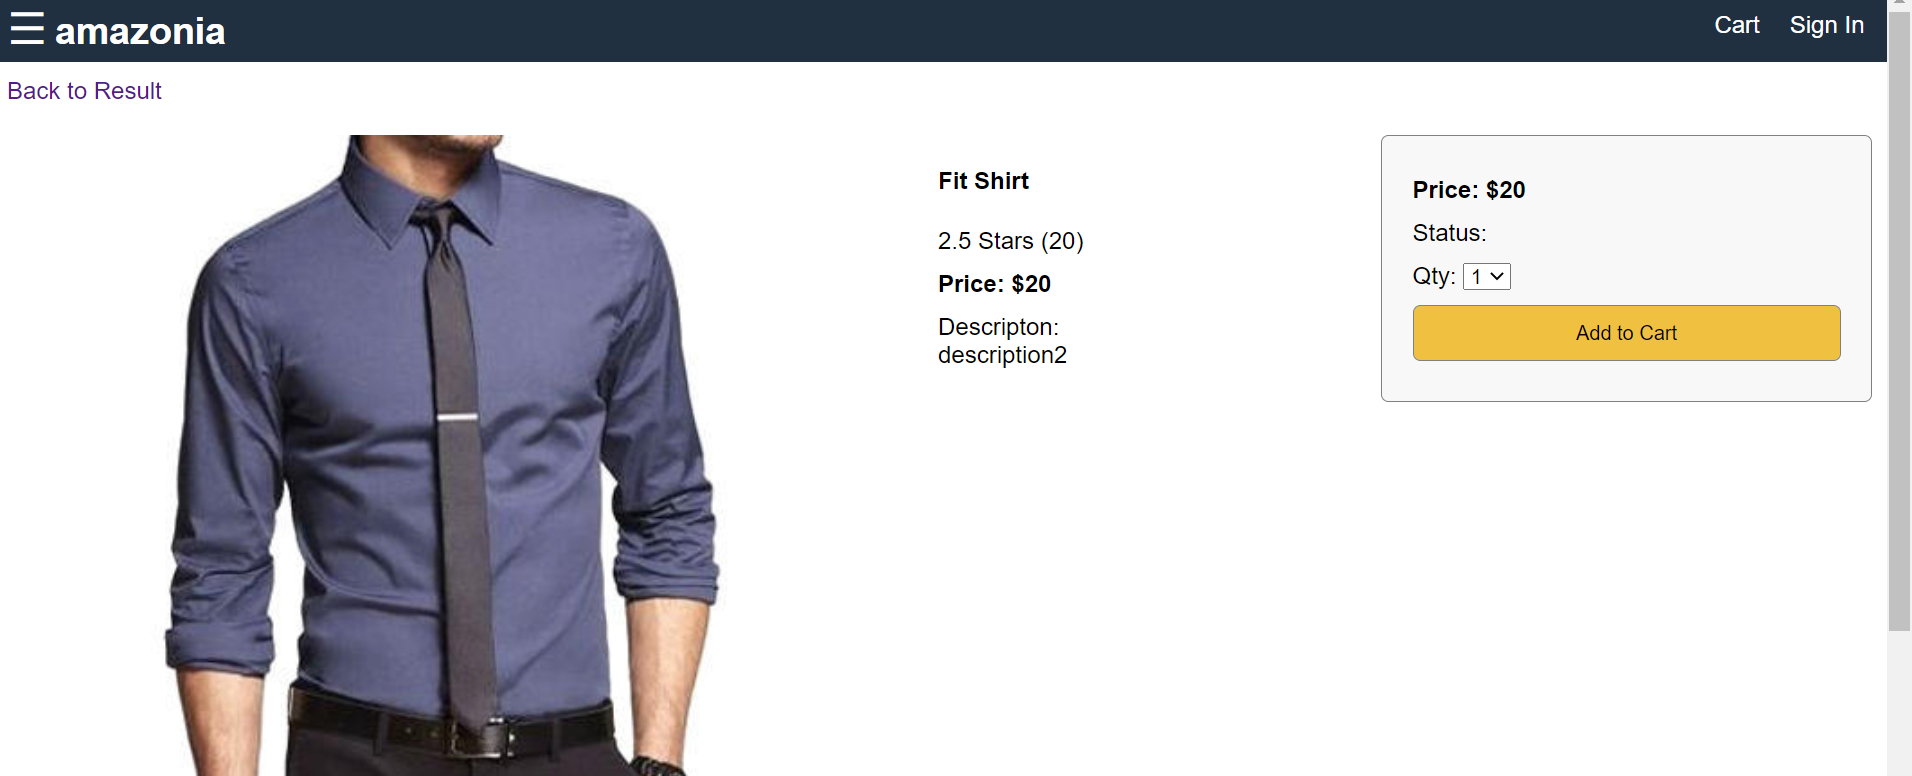 ☰ amazonia
Cart
Sign In
Back to Result
Fit Shirt
2.5 Stars (20)
Price: $20
Descripton:
description2
Price: $20
Status:
Qty: 1
Add to Cart